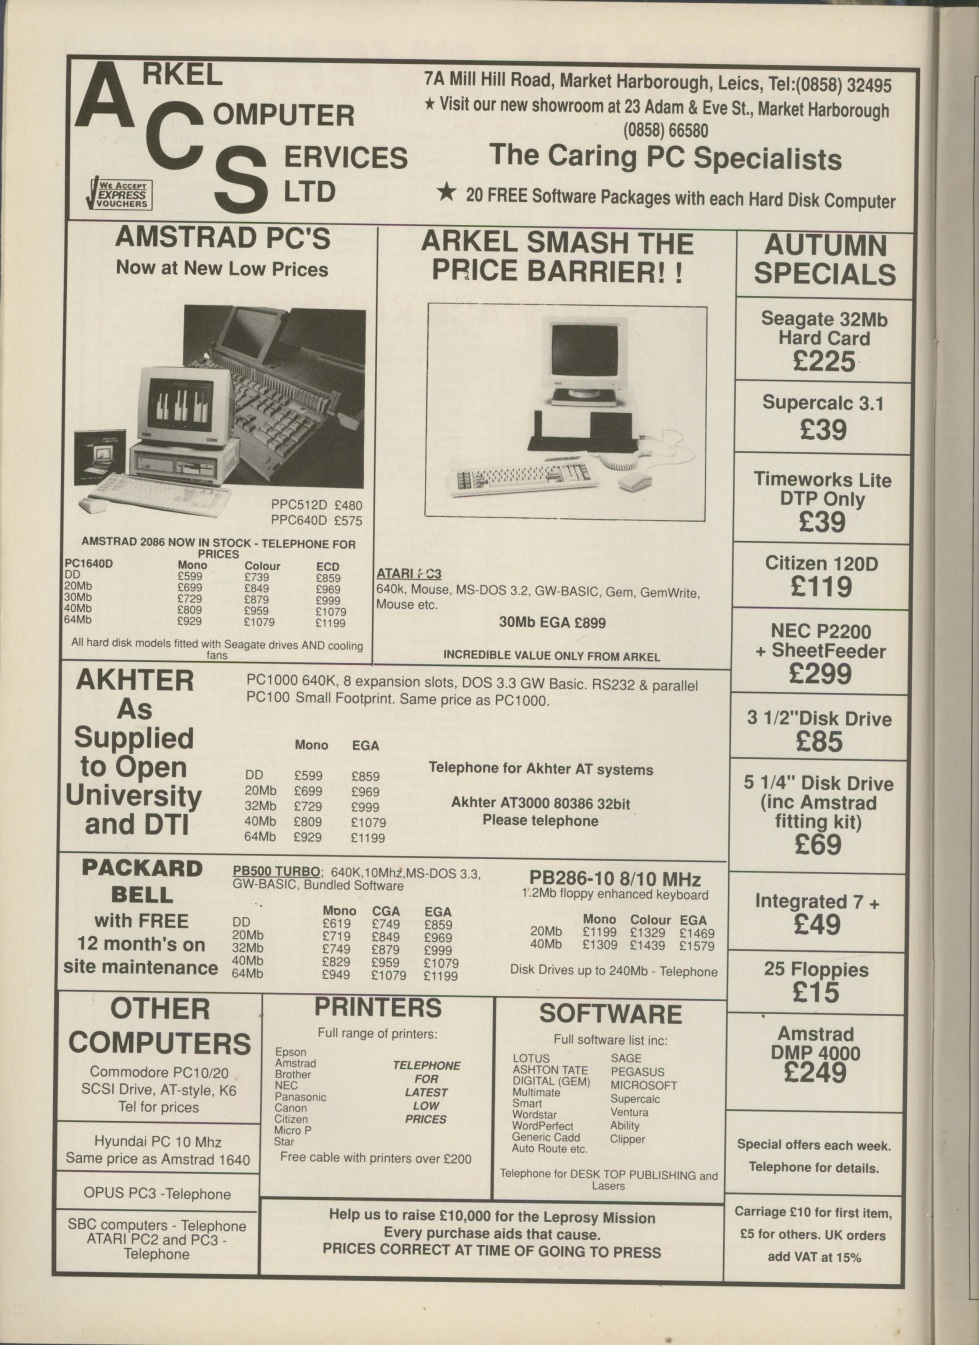 ARKEL
COMPUTER
SERVICES
LTD
WE ACCEPT
EXPRESS
VOUCHERS
7A Mill Hill Road, Market Harborough, Leics, Tel:(0858) 32495
★ Visit our new showroom at 23 Adam & Eve St., Market Harborough
(0858) 66580
The Caring PC Specialists
★ 20 FREE Software Packages with each Hard Disk Computer
AMSTRAD PC'S
Now at New Low Prices
PPC512D £480
PPC640D £575
AMSTRAD 2086 NOW IN STOCK - TELEPHONE FOR
PRICES
PC1640D Mono Colour ECD
DD £599 £739 £859
20Mb £699 £849 £969
30Mb £729 £879 £999
40Mb £809 £959 £1079
64Mb £929 £1079 £1199
All hard disk models fitted with Seagate drives AND cooling
fans
ARKEL SMASH THE
PRICE BARRIER! !
ATARI PC3
640k, Mouse, MS-DOS 3.2, GW-BASIC, Gem, GemWrite,
Mouse etc.
30Mb EGA £899
INCREDIBLE VALUE ONLY FROM ARKEL
AKHTER
As
Supplied
to Open
University
and DTI
PC1000 640K, 8 expansion slots, DOS 3.3 GW Basic. RS232 & parallel
PC100 Small Footprint. Same price as PC1000.
Mono EGA
DD £599 £859
20Mb £699 £969
32Mb £729 £999
40Mb £809 £1079
64Mb £929 £1199
Telephone for Akhter AT systems
Akhter AT3000 80386 32bit
Please telephone
PACKARD
BELL
with FREE
12 month's on
site maintenance
PB500 TURBO; 640K,10Mhz,MS-DOS 3.3,
GW-BASIC, Bundled Software
Mono CGA EGA
DD £619 £749 £859
20Mb £719 £849 £969
32Mb £749 £879 £999
40Mb £829 £959 £1079
64Mb £949 £1079 £1199
PB286-10 8/10 MHz
1.2Mb floppy enhanced keyboard
Mono Colour EGA
20Mb £1199 £1329 £1469
40Mb £1309 £1439 £1579
Disk Drives up to 240Mb - Telephone
OTHER
COMPUTERS
Commodore PC10/20
SCSI Drive, AT-style, K6
Tel for prices
Hyundai PC 10 Mhz
Same price as Amstrad 1640
OPUS PC3 -Telephone
SBC computers - Telephone
ATARI PC2 and PC3 -
Telephone
PRINTERS
Full range of printers:
Epson
Amstrad
Brother
NEC
Panasonic
Canon
Citizen
Micro P
Star
TELEPHONE
FOR
LATEST
LOW
PRICES
Free cable with printers over £200
SOFTWARE
Full software list inc:
LOTUS
ASHTON TATE
DIGITAL (GEM)
Multimate
Smart
Wordstar
WordPerfect
Generic Cadd
Auto Route etc.
SAGE
PEGASUS
MICROSOFT
Supercalc
Ventura
Ability
Clipper
Telephone for DESK TOP PUBLISHING and
Lasers
Help us to raise £10,000 for the Leprosy Mission
Every purchase aids that cause.
PRICES CORRECT AT TIME OF GOING TO PRESS
AUTUMN
SPECIALS
Seagate 32Mb
Hard Card
£225
Supercalc 3.1
£39
Timeworks Lite
DTP Only
£39
Citizen 120D
£119
NEC P2200
+ SheetFeeder
£299
3 1/2"Disk Drive
£85
5 1/4" Disk Drive
(inc Amstrad
fitting kit)
£69
Integrated 7 +
£49
25 Floppies
£15
Amstrad
DMP 4000
£249
Special offers each week.
Telephone for details.
Carriage £10 for first item,
£5 for others. UK orders
add VAT at 15%